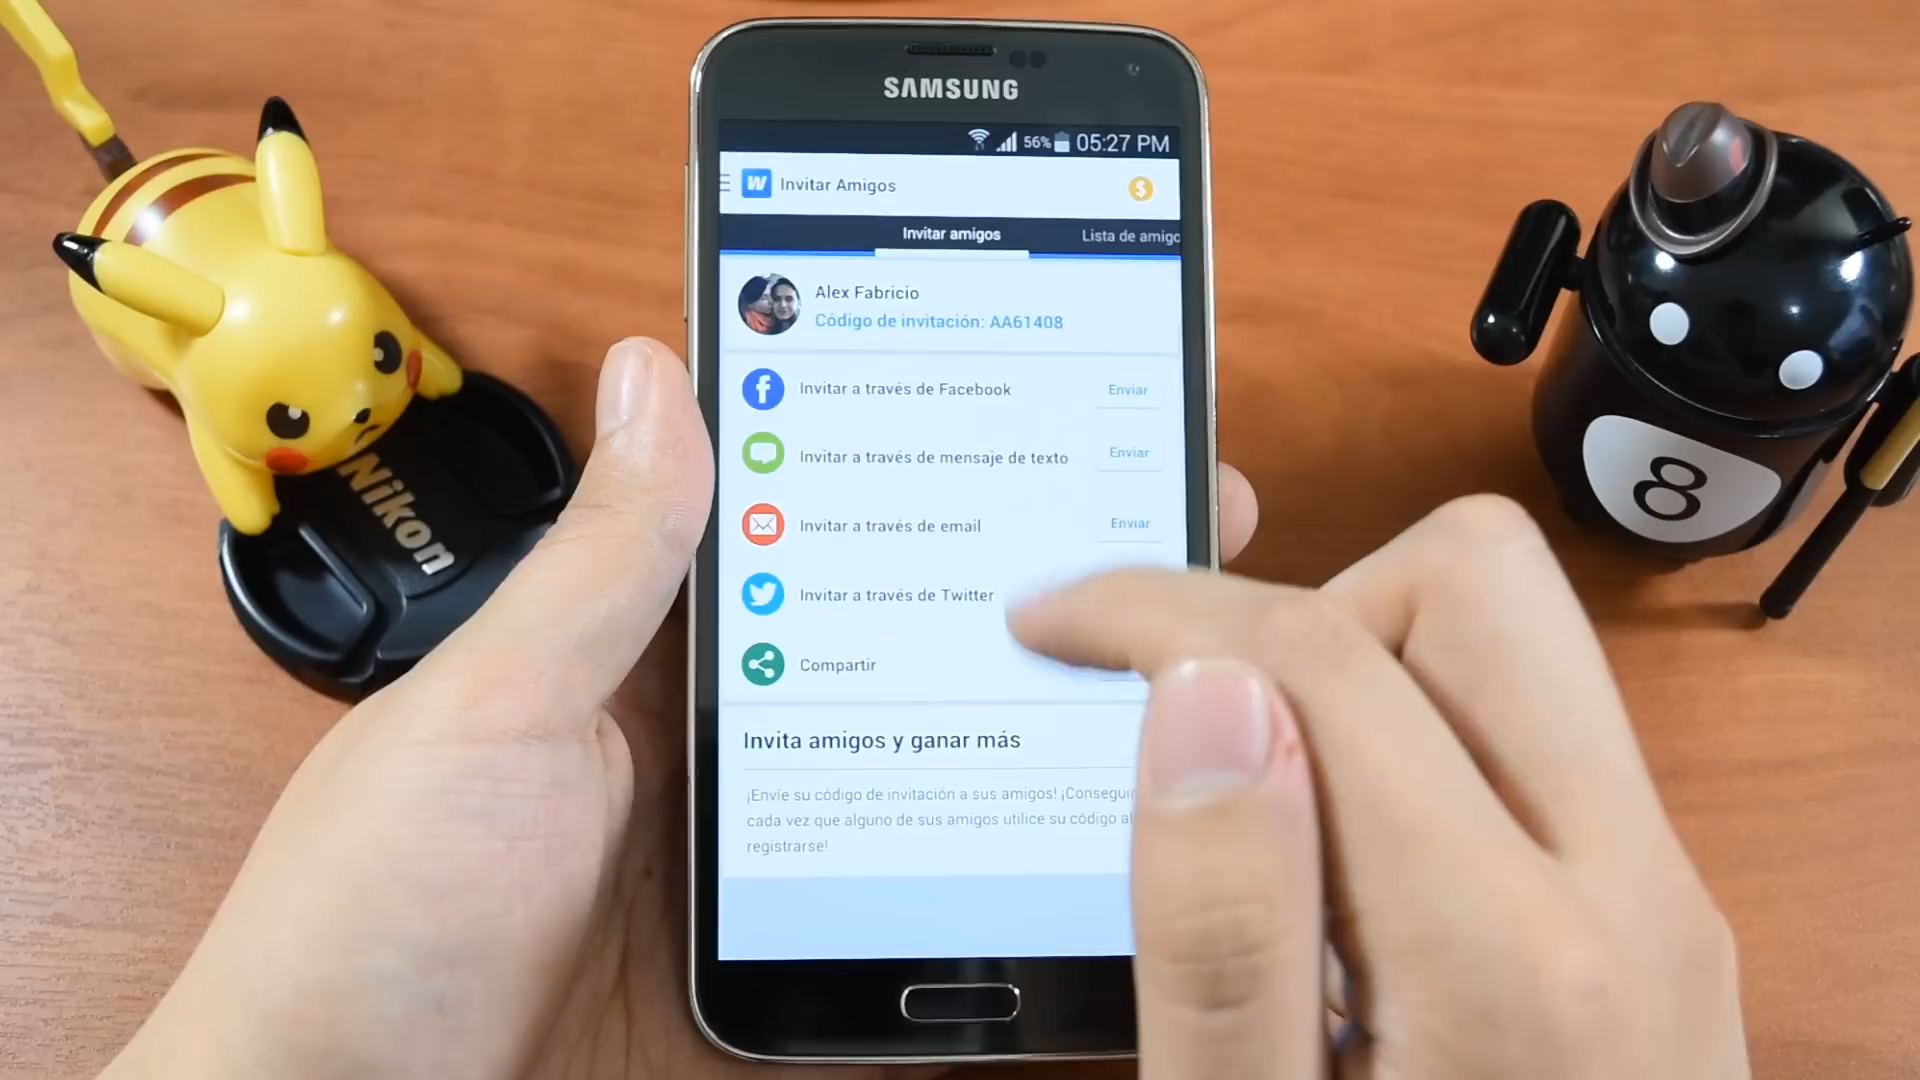 SAMSUNG
56% 05:27 PM
W Invitar Amigos $
Invitar amigos Lista de amigo
Alex Fabricio
Código de invitación: AA61408
Invitar a través de Facebook Enviar
Invitar a través de mensaje de texto Enviar
Invitar a través de email Enviar
Invitar a través de Twitter
Compartir
Invita amigos y ganar más
¡Envíe su código de invitación a sus amigos! ¡Consegui
cada vez que alguno de sus amigos utilice su código al
registrarse!
Nikon
8